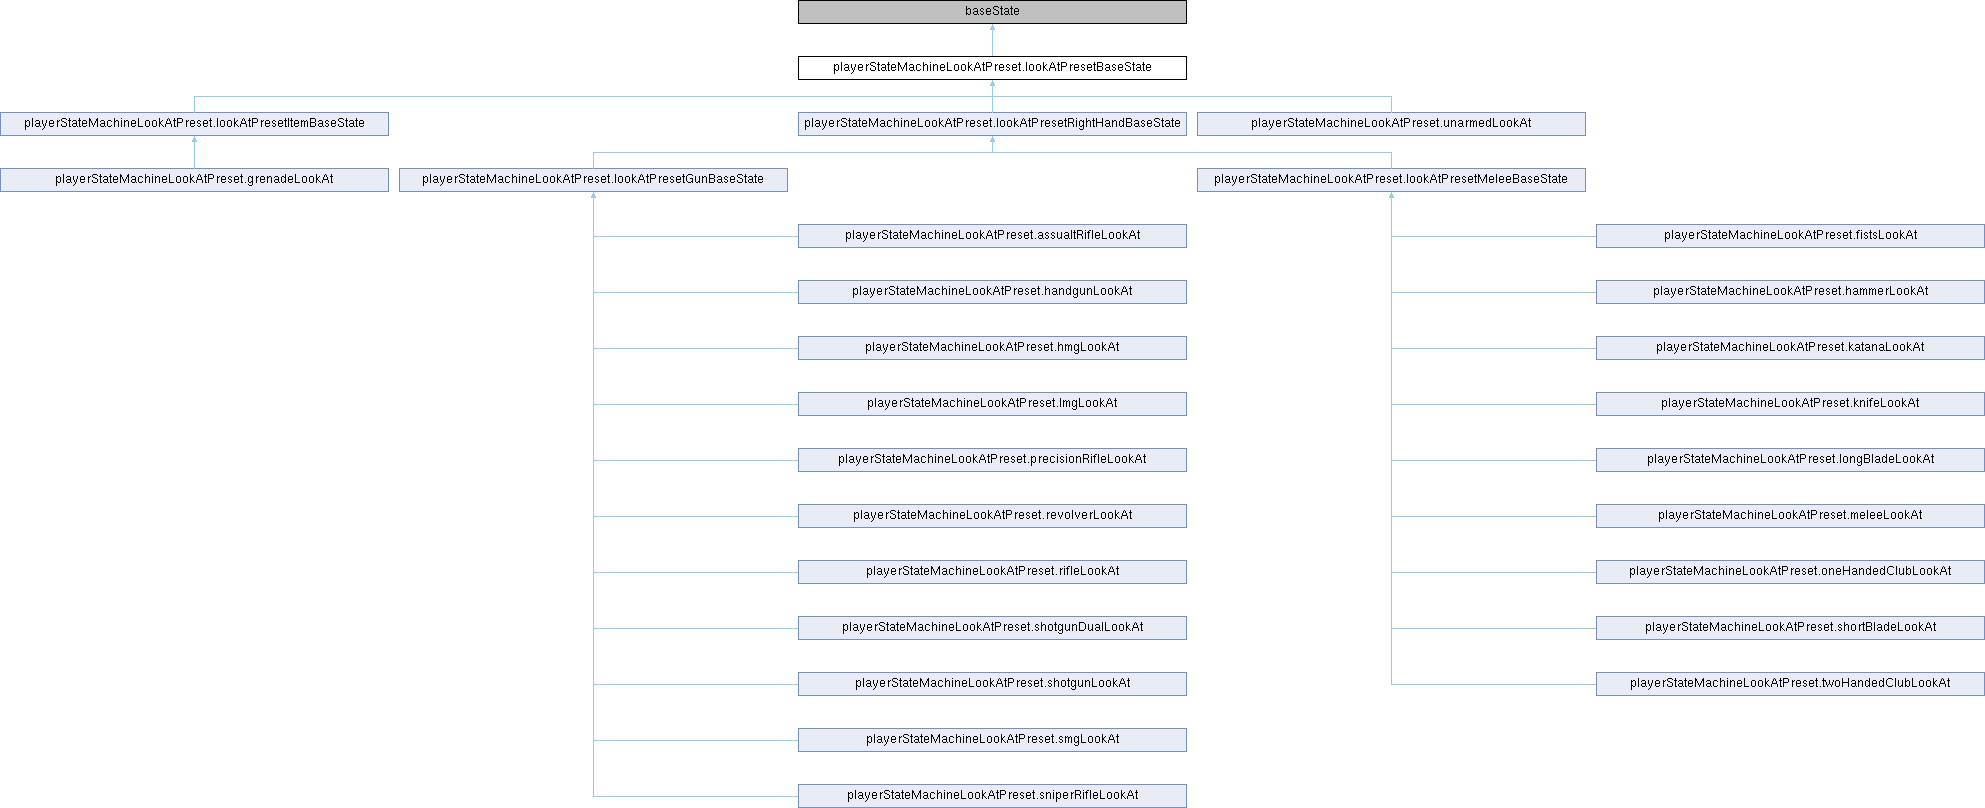 baseState
playerStateMachineLookAtPreset.lookAtPresetBaseState
playerStateMachineLookAtPreset.lookAtPresetItemBaseState
playerStateMachineLookAtPreset.lookAtPresetRightHandBaseState
playerStateMachineLookAtPreset.unarmedLookAt
playerStateMachineLookAtPreset.grenadeLookAt
playerStateMachineLookAtPreset.lookAtPresetGunBaseState
playerStateMachineLookAtPreset.lookAtPresetMeleeBaseState
playerStateMachineLookAtPreset.assualtRifleLookAt
playerStateMachineLookAtPreset.fistsLookAt
playerStateMachineLookAtPreset.handgunLookAt
playerStateMachineLookAtPreset.hammerLookAt
playerStateMachineLookAtPreset.hmgLookAt
playerStateMachineLookAtPreset.katanaLookAt
playerStateMachineLookAtPreset.lmgLookAt
playerStateMachineLookAtPreset.knifeLookAt
playerStateMachineLookAtPreset.precisionRifleLookAt
playerStateMachineLookAtPreset.longBladeLookAt
playerStateMachineLookAtPreset.revolverLookAt
playerStateMachineLookAtPreset.meleeLookAt
playerStateMachineLookAtPreset.rifleLookAt
playerStateMachineLookAtPreset.oneHandedClubLookAt
playerStateMachineLookAtPreset.shotgunDualLookAt
playerStateMachineLookAtPreset.shortBladeLookAt
playerStateMachineLookAtPreset.shotgunLookAt
playerStateMachineLookAtPreset.twoHandedClubLookAt
playerStateMachineLookAtPreset.smgLookAt
playerStateMachineLookAtPreset.sniperRifleLookAt